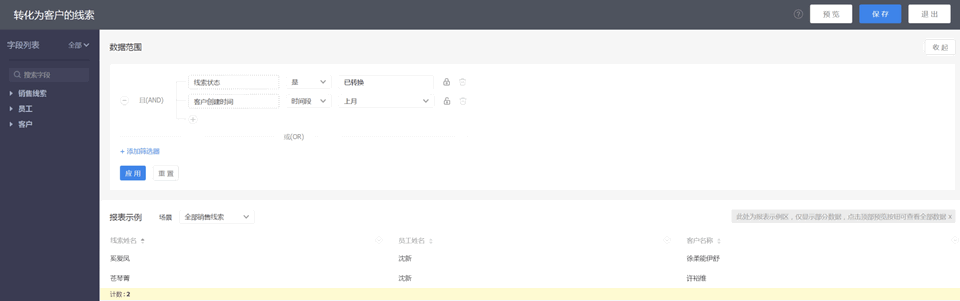 转化为客户的线索
预 览
保 存
退 出
字段列表
全部
数据范围
收 起
搜索字段
销售线索
员工
客户
线索状态
是
已转换
且(AND)
客户创建时间
时间段
上月
或(OR)
+ 添加筛选器
应 用
重 置
报表示例
场景
全部销售线索
此处为报表示例区，仅显示部分数据，点击顶部预览按钮可查看全部数据 x
线索姓名
员工姓名
客户名称
奚爱凤
沈新
徐柔能伊舒
苍琴菁
沈新
许裕维
计数 : 2